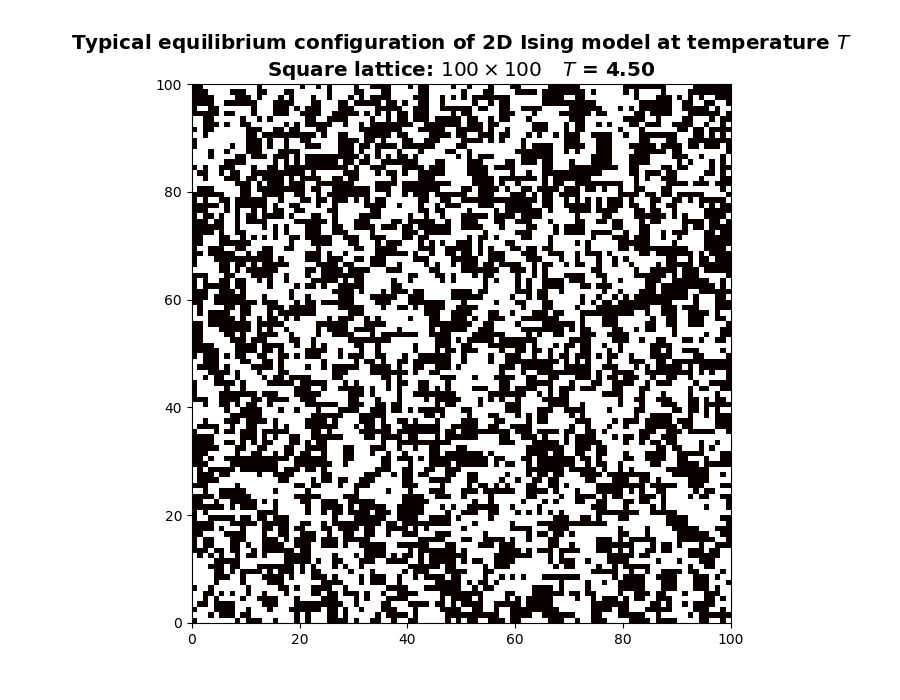 Typical equilibrium configuration of 2D Ising model at temperature T
Square lattice: 100 × 100 T = 4.50
100
80
60
40
20
0
0 20 40 60 80 100